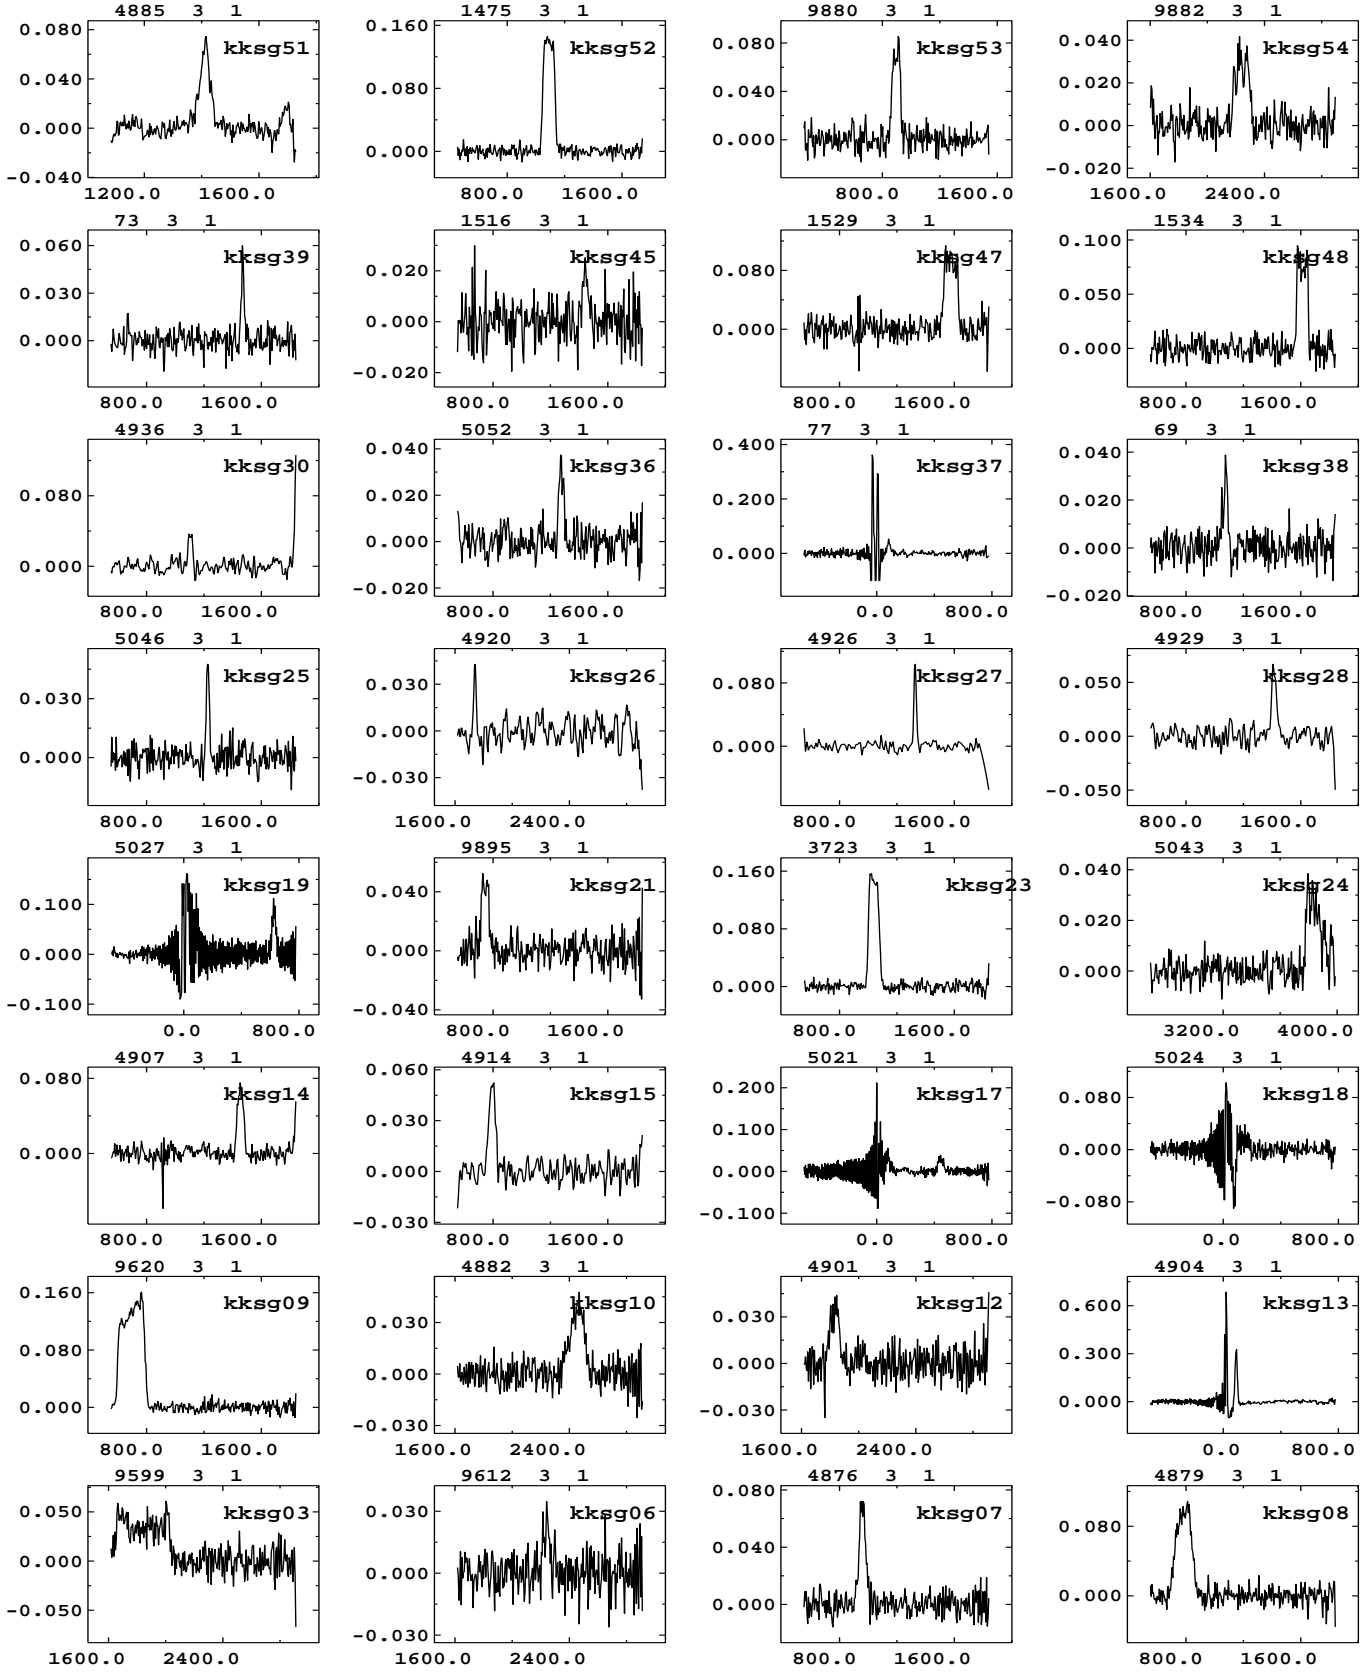 4885 3 1 1475 3 1 9880 3 1 9882 3 1
0.080 0.160 0.080 0.040
kksg51 kksg52 kksg53 kksg54
0.040 0.080 0.040 0.020
0.000 0.000 0.000 0.000
-0.040 -0.020
1200.0 1600.0 800.0 1600.0 800.0 1600.0 1600.0 2400.0
73 3 1 1516 3 1 1529 3 1 1534 3 1
0.060 0.020 0.080 0.100
kksg39 kksg45 kksg47 kksg48
0.030 0.000 0.000 0.050
0.000 -0.020 0.000
800.0 1600.0 800.0 1600.0 800.0 1600.0 800.0 1600.0
4936 3 1 5052 3 1 77 3 1 69 3 1
0.080 0.040 0.400 0.040
kksg30 kksg36 kksg37 kksg38
0.000 0.020 0.200 0.020
0.000 0.000 0.000
-0.020 -0.020
800.0 1600.0 800.0 1600.0 0.0 800.0 800.0 1600.0
5046 3 1 4920 3 1 4926 3 1 4929 3 1
kksg25 kksg26 kksg27 kksg28
0.030 0.030 0.080 0.050
0.000 0.000 0.000 0.000
-0.030 -0.050
800.0 1600.0 1600.0 2400.0 800.0 1600.0 800.0 1600.0
5027 3 1 9895 3 1 3723 3 1 5043 3 1
kksg19 kksg21 kksg23 kksg24
0.100 0.040 0.160 0.040
0.000 0.000 0.080 0.020
-0.100 -0.040 0.000 0.000
0.0 800.0 800.0 1600.0 800.0 1600.0 3200.0 4000.0
4907 3 1 4914 3 1 5021 3 1 5024 3 1
0.080 0.060 0.200 0.080
kksg14 kksg15 kksg17 kksg18
0.000 0.030 0.100 0.000
0.000 0.000 -0.080
-0.030 -0.100
800.0 1600.0 800.0 1600.0 0.0 800.0 0.0 800.0
9620 3 1 4882 3 1 4901 3 1 4904 3 1
0.160 0.030 0.030 0.600
kksg09 kksg10 kksg12 kksg13
0.080 0.000 0.000 0.300
0.000 -0.030 -0.030 0.000
800.0 1600.0 1600.0 2400.0 1600.0 2400.0 0.0 800.0
9599 3 1 9612 3 1 4876 3 1 4879 3 1
0.050 0.030 0.080 0.080
kksg03 kksg06 kksg07 kksg08
0.000 0.000 0.040 0.000
-0.050 -0.030 0.000
1600.0 2400.0 1600.0 2400.0 800.0 1600.0 800.0 1600.0